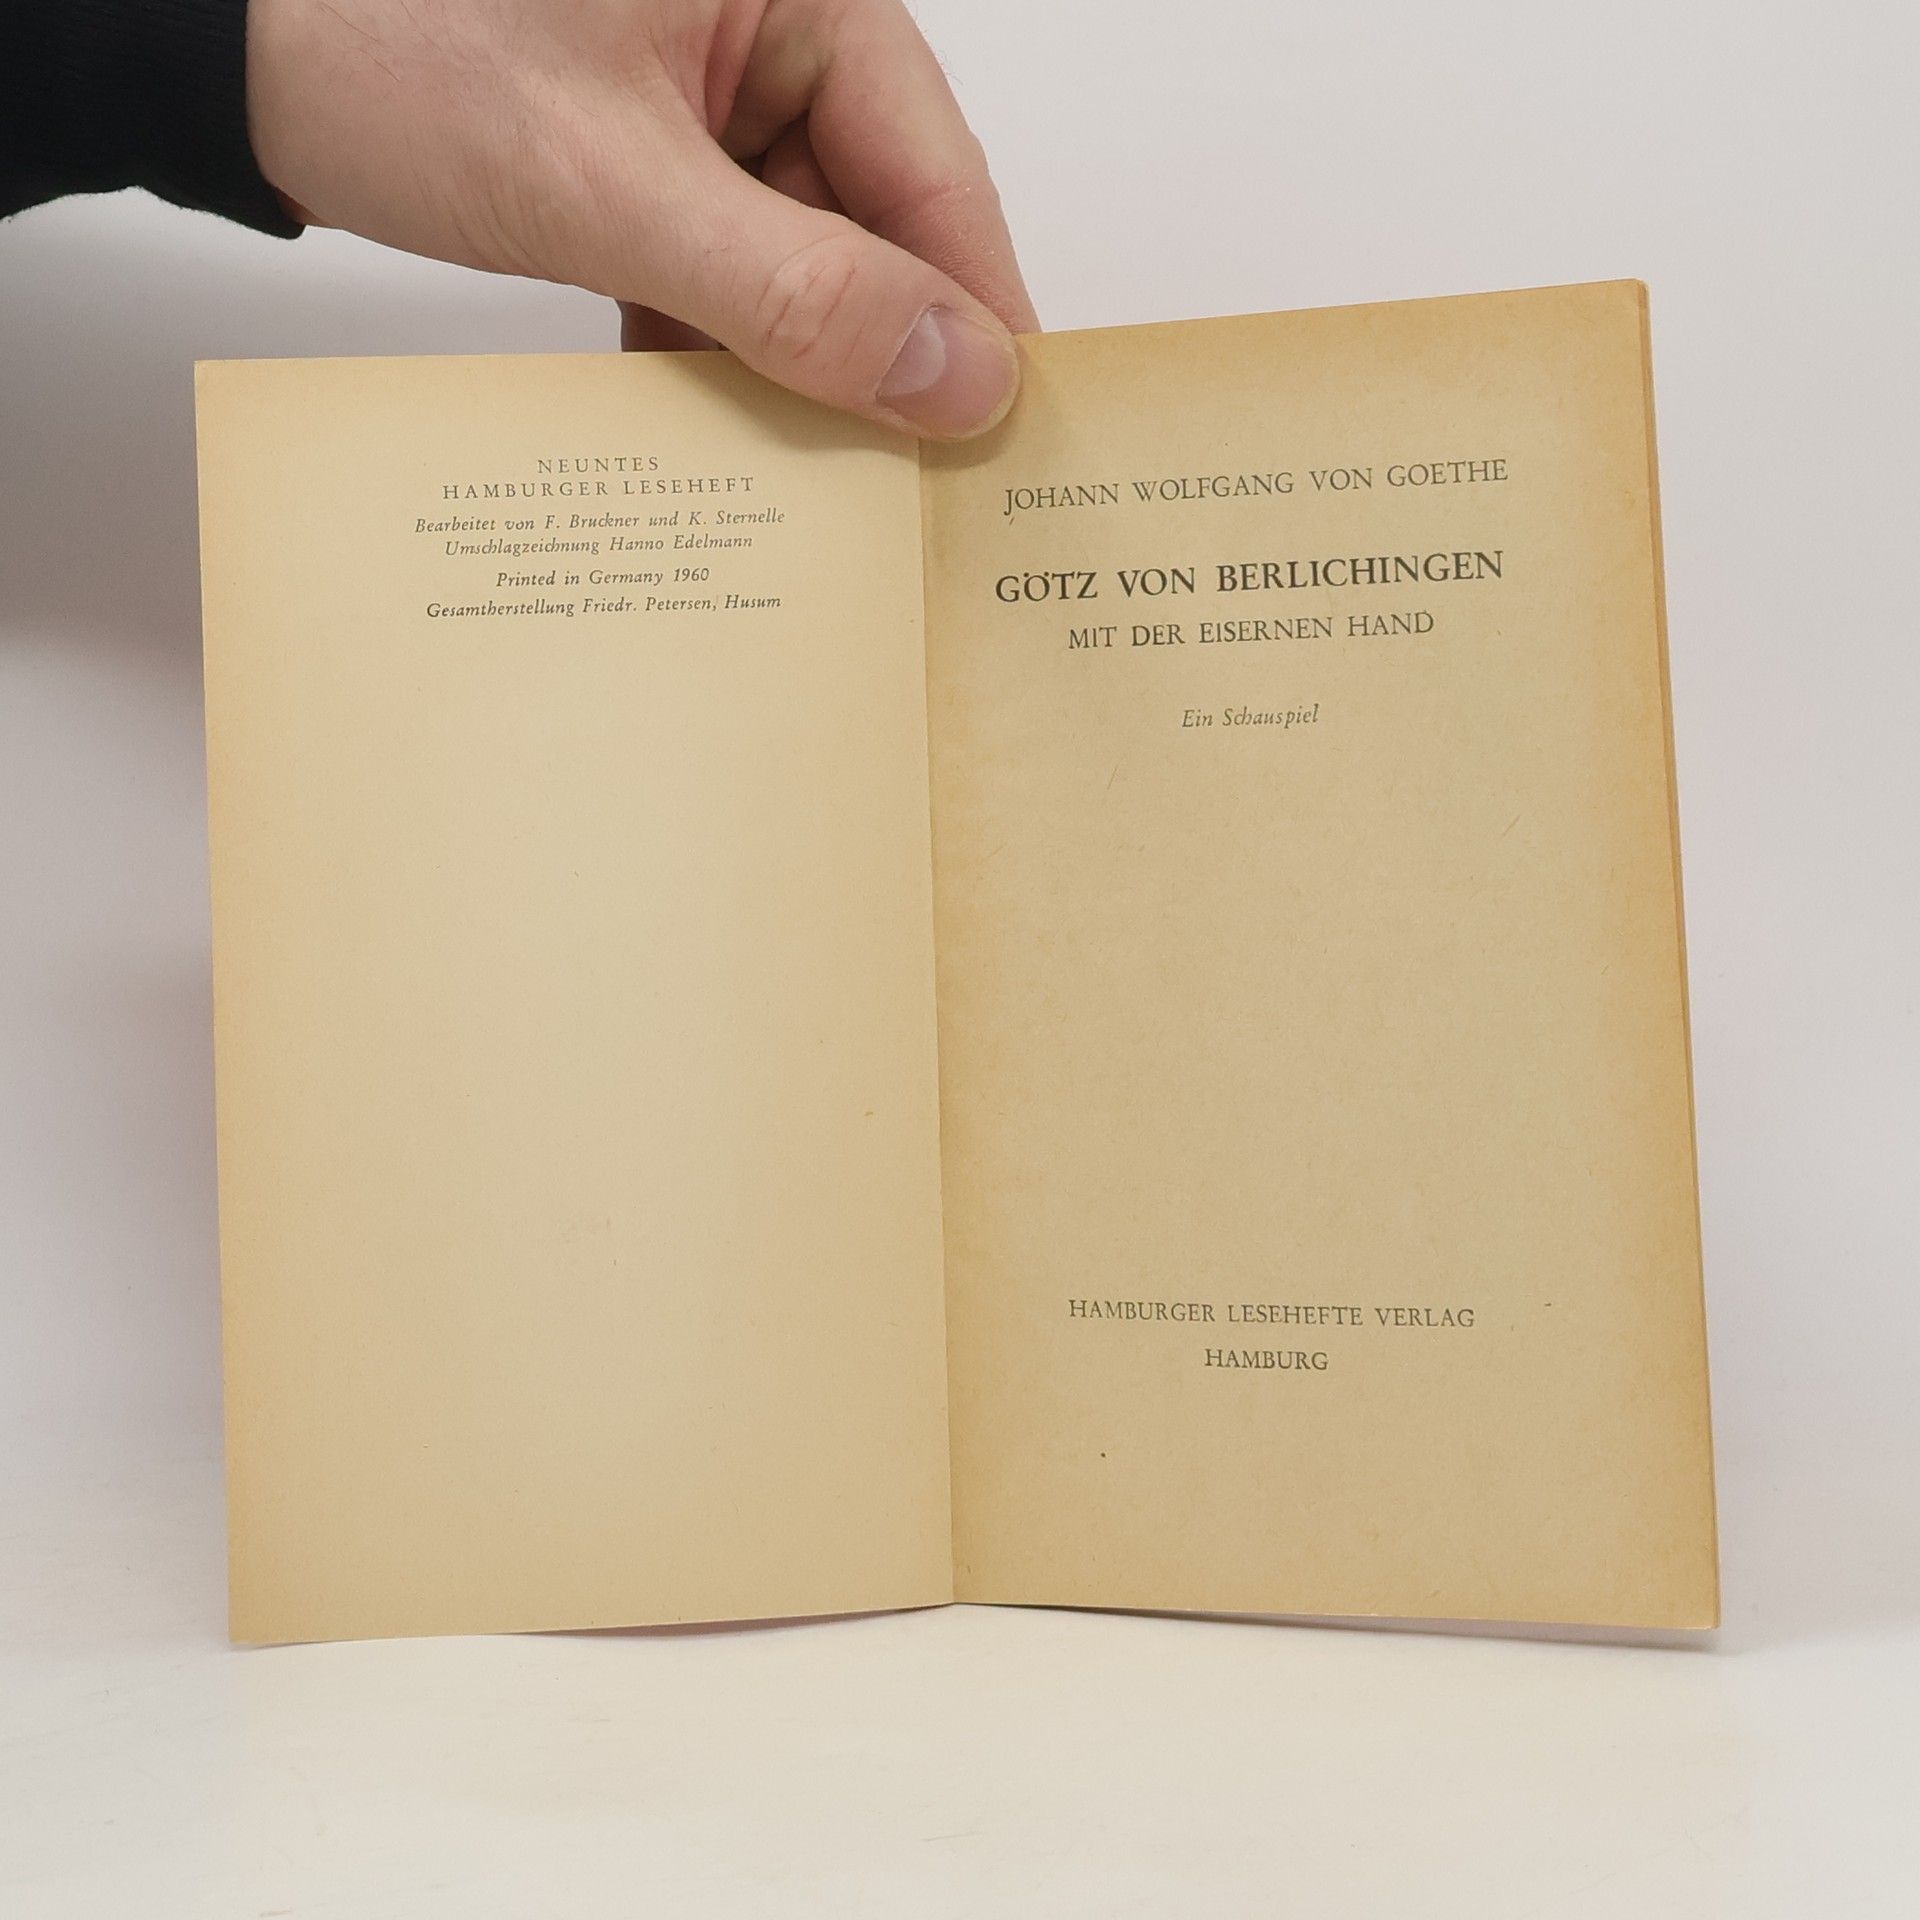 NEUNTES
HAMBURGER LESEHEFT
Bearbeitet von F. Bruckner und K. Sternelle
Umschlagzeichnung Hanno Edelmann
Printed in Germany 1960
Gesamtherstellung Friedr. Petersen, Husum
JOHANN WOLFGANG VON GOETHE
GÖTZ VON BERLICHINGEN
MIT DER EISERNEN HAND
Ein Schauspiel
HAMBURGER LESEHEFTE VERLAG
HAMBURG